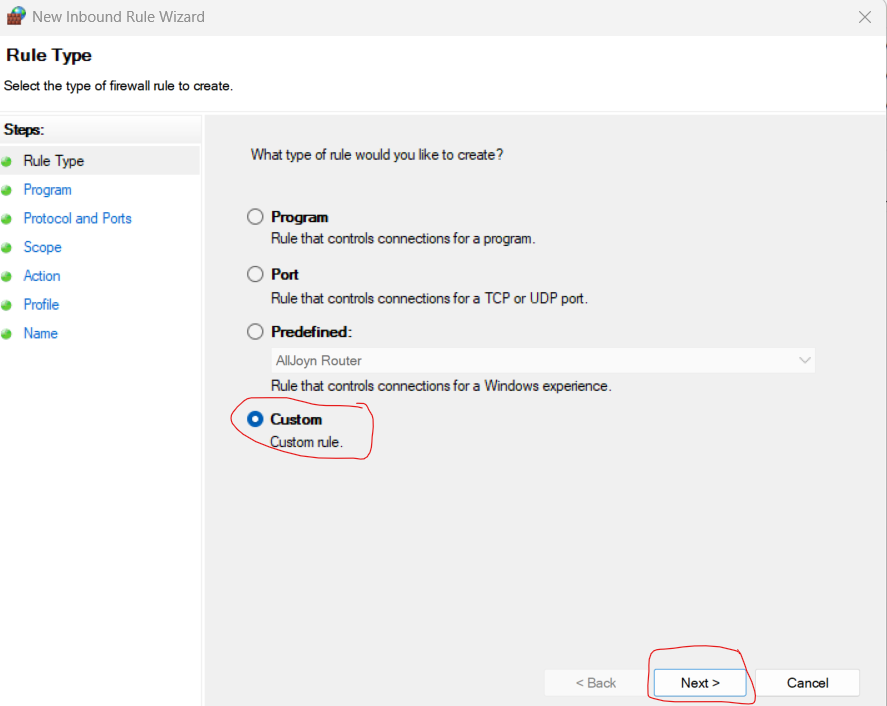 New Inbound Rule Wizard
Rule Type
Select the type of firewall rule to create.
Steps:
Rule Type
Program
Protocol and Ports
Scope
Action
Profile
Name
What type of rule would you like to create?
Program
Rule that controls connections for a program.
Port
Rule that controls connections for a TCP or UDP port.
Predefined:
AllJoyn Router
Rule that controls connections for a Windows experience.
Custom
Custom rule.
< Back
Next >
Cancel